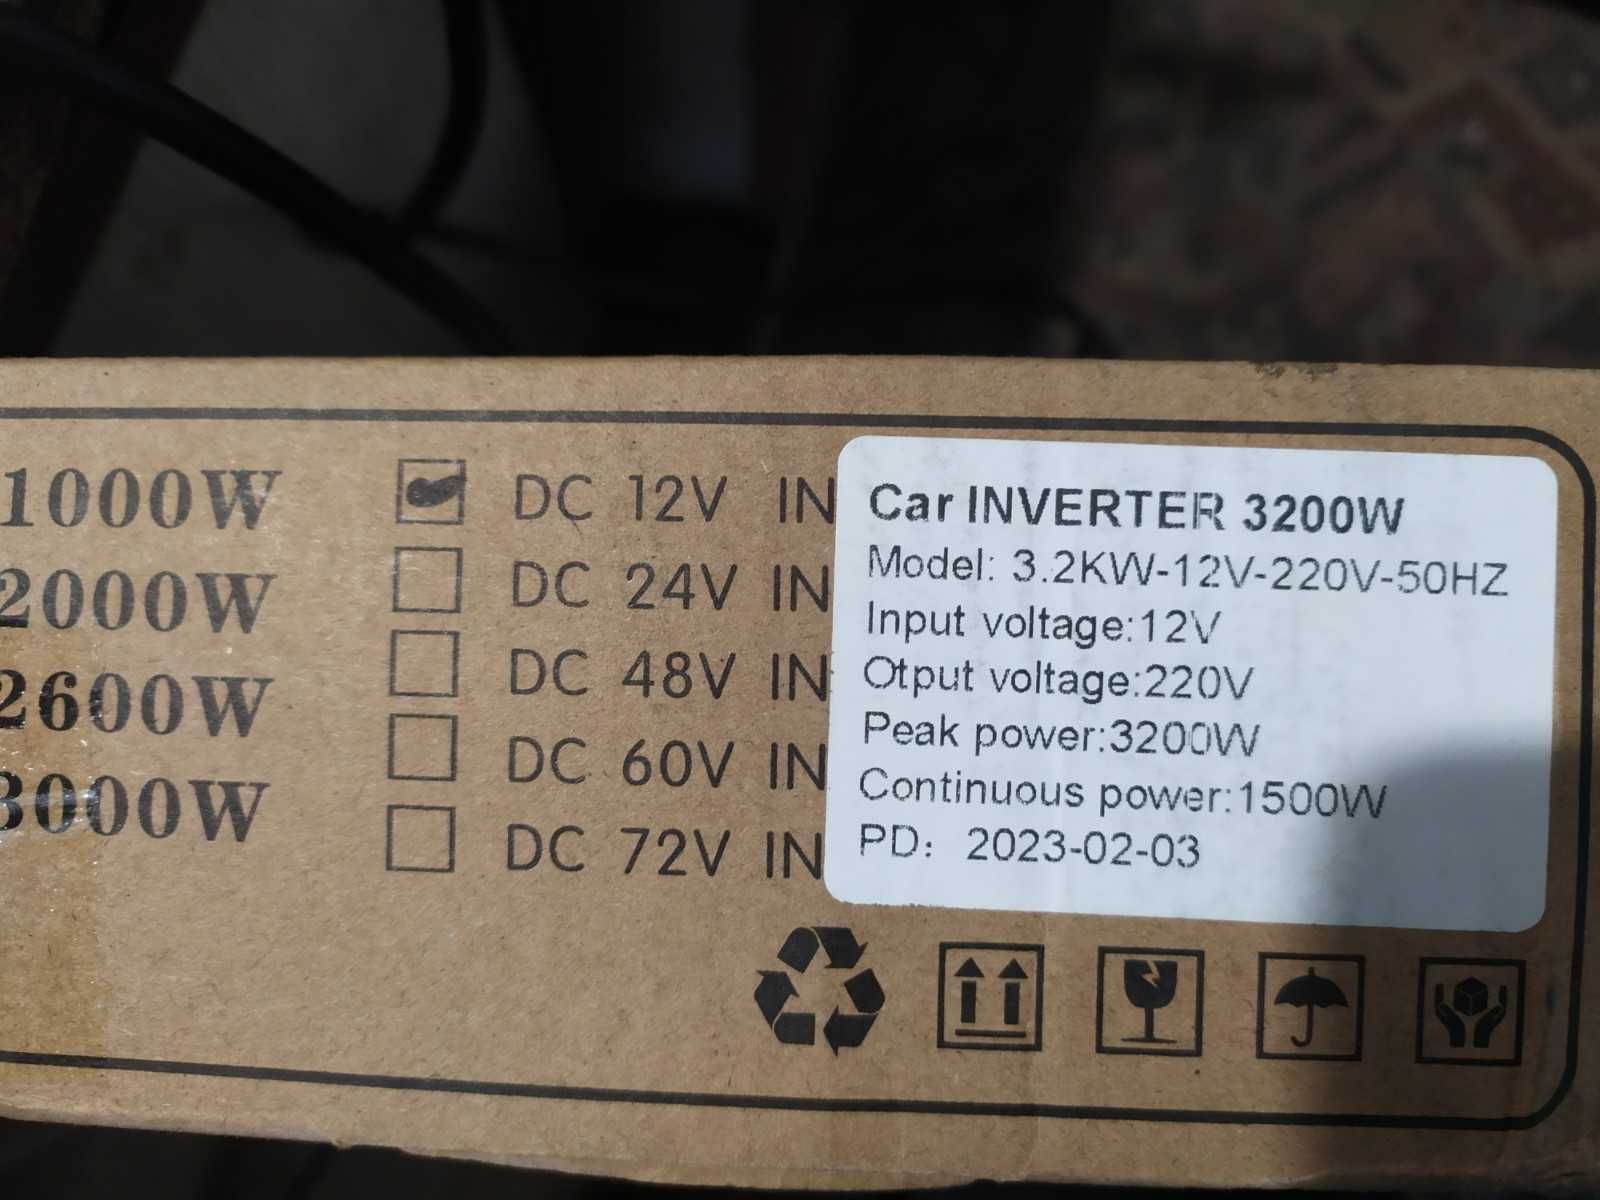 1000W
2000W
2600W
3000W
DC 12V IN
DC 24V IN
DC 48V IN
DC 60V IN
DC 72V IN
Car INVERTER 3200W
Model: 3.2KW-12V-220V-50HZ
Input voltage:12V
Otput voltage:220V
Peak power:3200W
Continuous power:1500W
PD: 2023-02-03